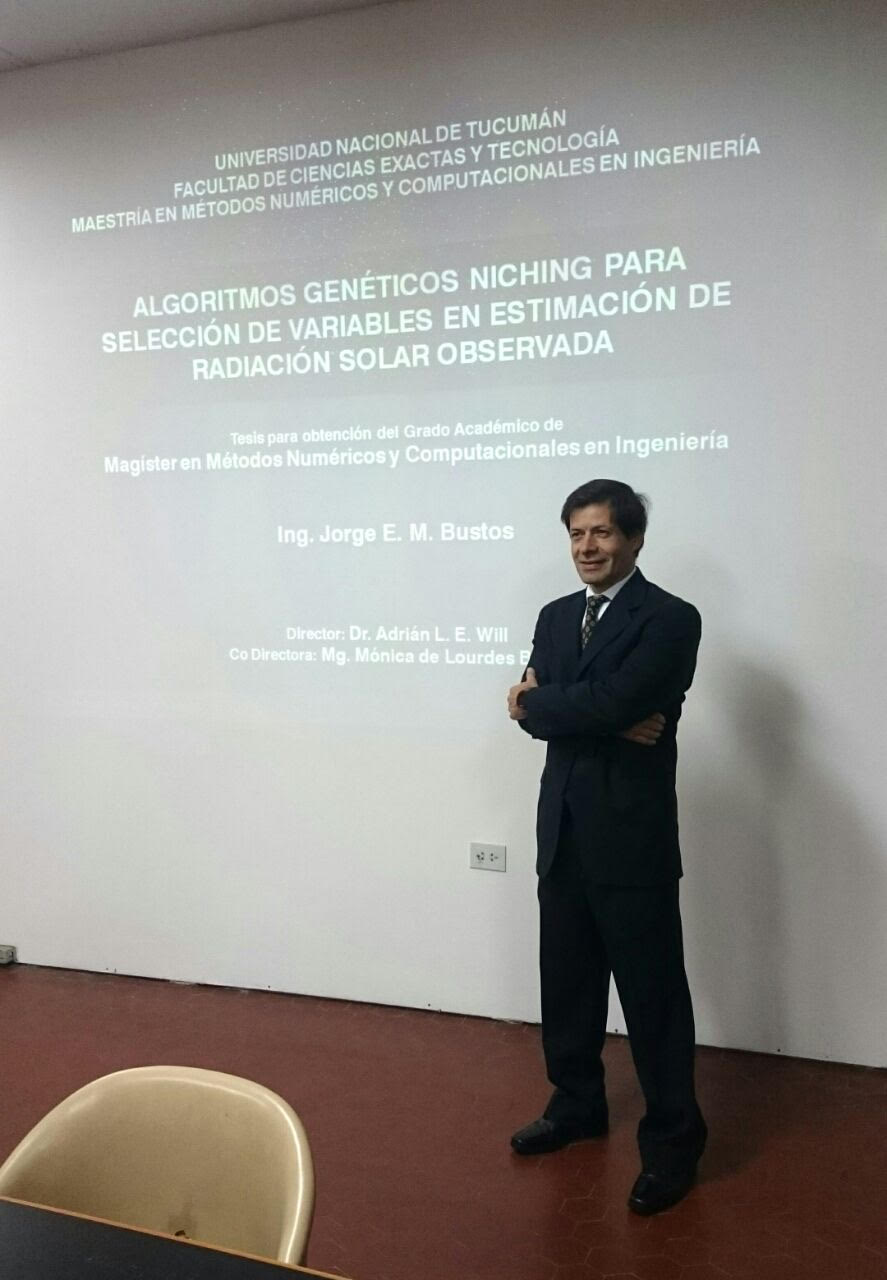 UNIVERSIDAD NACIONAL DE TUCUMÁN
FACULTAD DE CIENCIAS EXACTAS Y TECNOLOGÍA
MAESTRÍA EN MÉTODOS NUMÉRICOS Y COMPUTACIONALES EN INGENIERÍA
ALGORITMOS GENÉTICOS NICHING PARA
SELECCIÓN DE VARIABLES EN ESTIMACIÓN DE
RADIACIÓN SOLAR OBSERVADA
Tesis para obtención del Grado Académico de
Magíster en Métodos Numéricos y Computacionales en Ingeniería
Ing. Jorge E. M. Bustos
Director: Dr. Adrián L. E. Will
Co Directora: Mg. Mónica de Lourdes